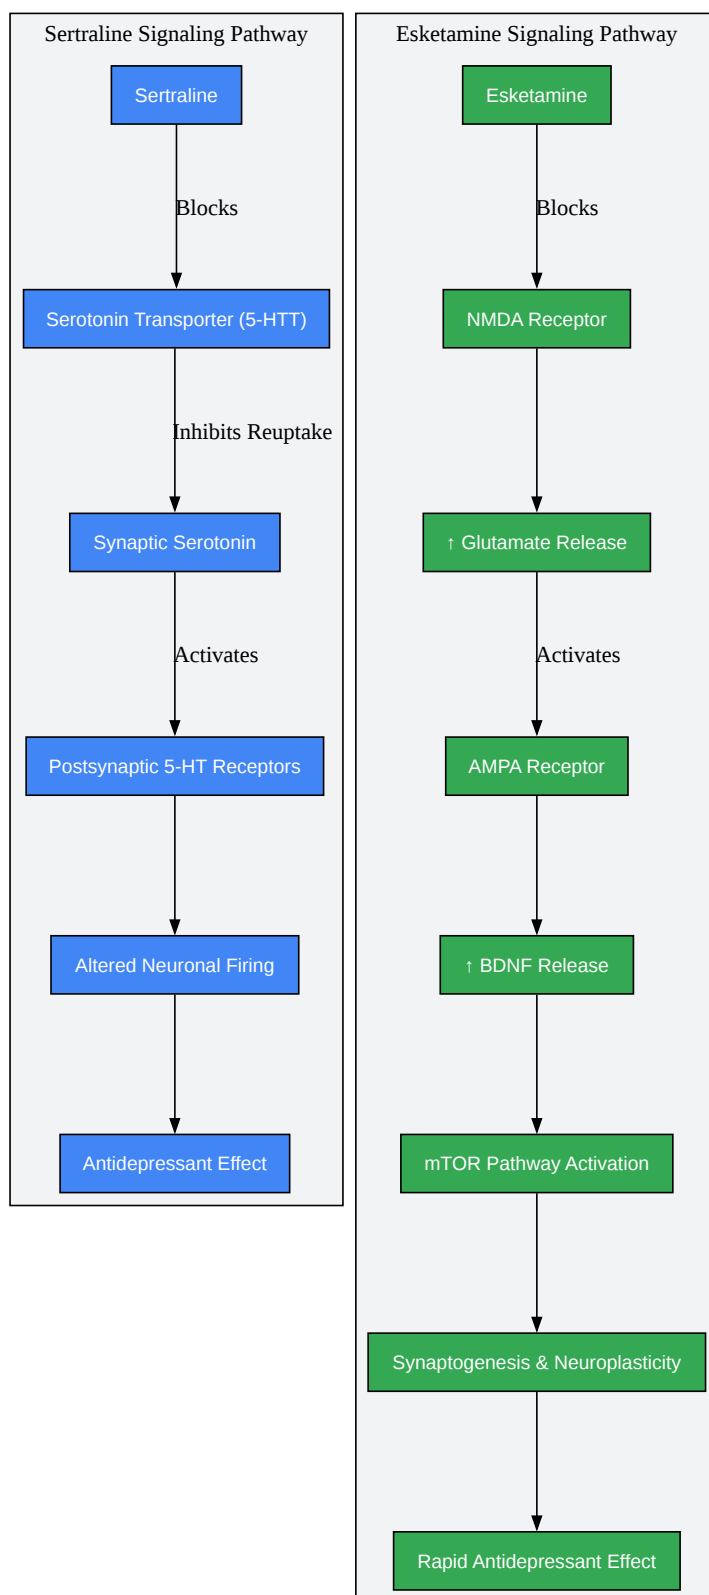 Sertraline Signaling Pathway
Sertraline
Blocks
Serotonin Transporter (5-HTT)
Inhibits Reuptake
Synaptic Serotonin
Activates
Postsynaptic 5-HT Receptors
Altered Neuronal Firing
Antidepressant Effect
Esketamine Signaling Pathway
Esketamine
Blocks
NMDA Receptor
↑ Glutamate Release
Activates
AMPA Receptor
↑ BDNF Release
mTOR Pathway Activation
Synaptogenesis & Neuroplasticity
Rapid Antidepressant Effect